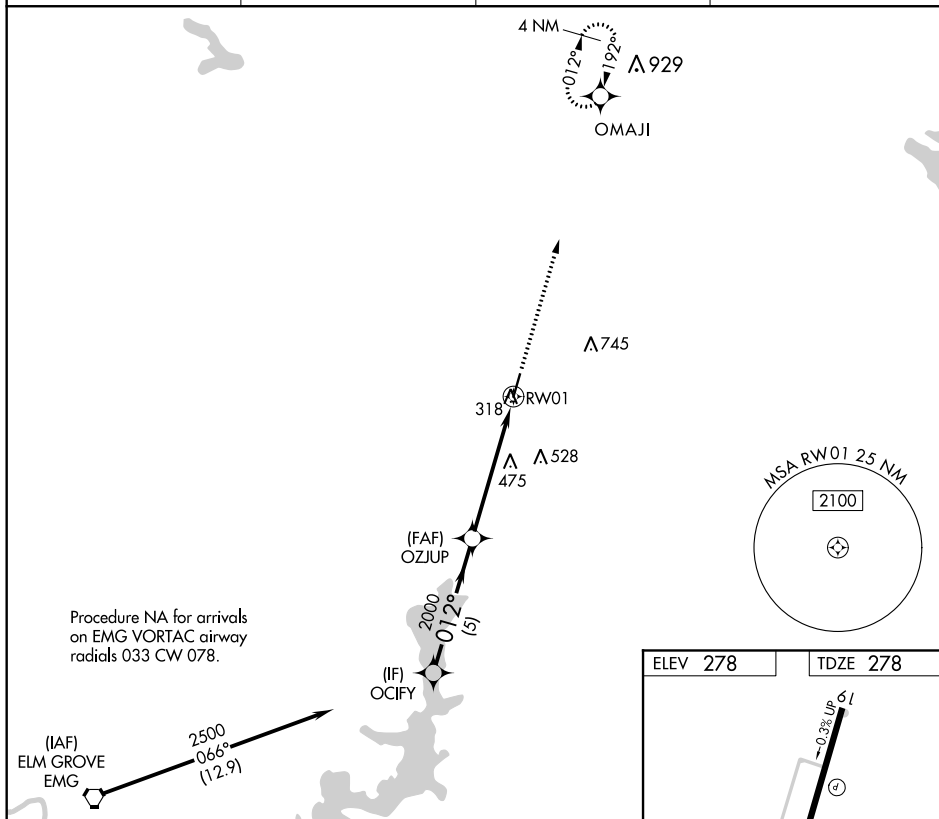 4 NM
012°
192°
929
OMAJI
745
RW01
318
528
475
MSA RW01 25 NM
2100
(FAF)
OZJUP
2000
012°
(5)
Procedure NA for arrivals
on EMG VORTAC airway
radials 033 CW 078.
(IF)
OCIFY
ELEV 278
TDZE 278
19
0.3% UP
P
2500
066°
(12.9)
(IAF)
ELM GROVE
EMG